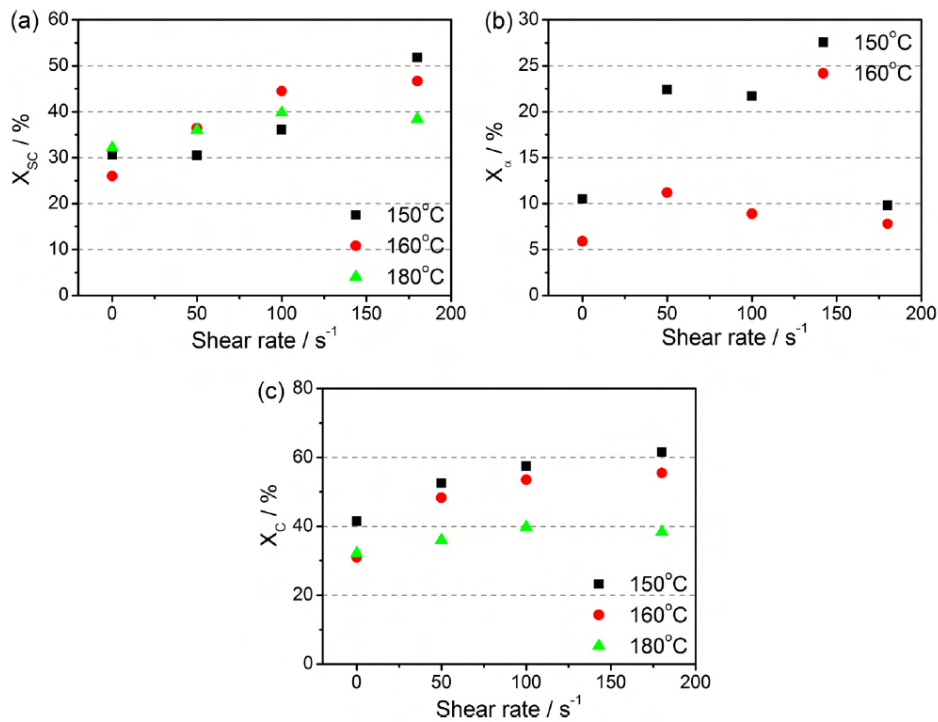 (a)
60
50
40
30
20
10
0
X_SC / %
150°C
160°C
180°C
0 50 100 150 200
Shear rate / s⁻¹
(b)
30
25
20
15
10
5
0
X_α / %
150°C
160°C
0 50 100 150 200
Shear rate / s⁻¹
(c)
80
60
40
20
0
X_C / %
150°C
160°C
180°C
0 50 100 150 200
Shear rate / s⁻¹